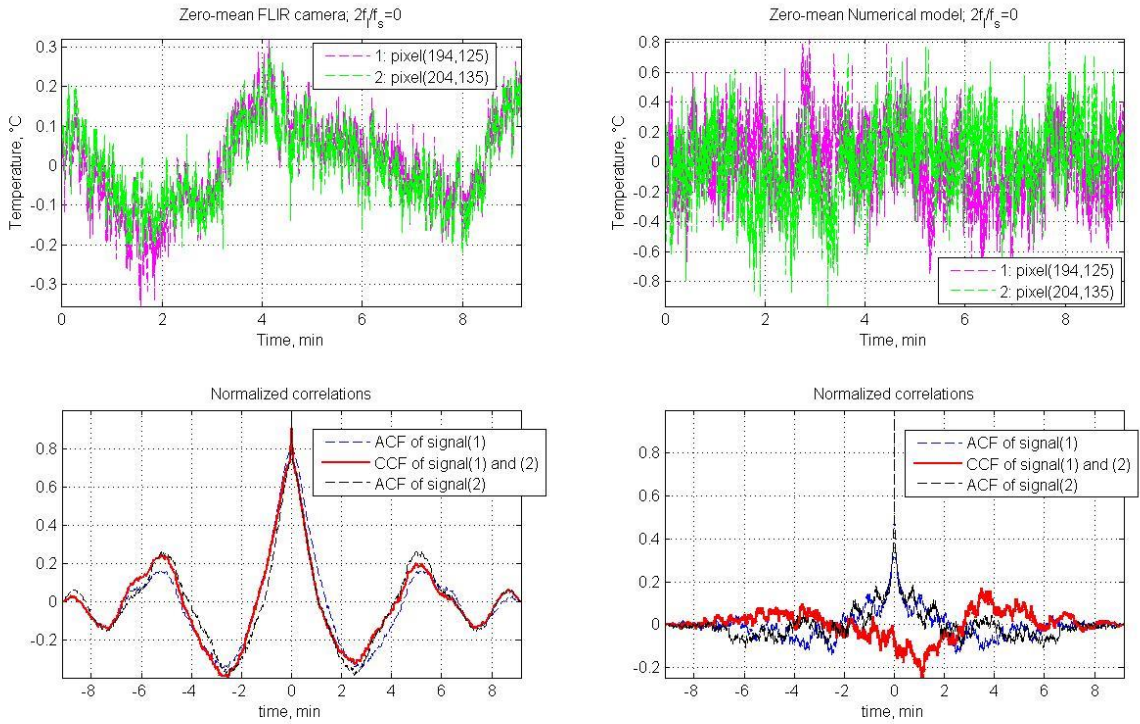 Zero-mean FLIR camera; 2fₗ/fₛ=0
0.3
0.2
0.1
0
-0.1
-0.2
-0.3
Temperature, °C
1: pixel(194,125)
2: pixel(204,135)
0 2 4 6 8
Time, min
Zero-mean Numerical model; 2fₗ/fₛ=0
0.8
0.6
0.4
0.2
0
-0.2
-0.4
-0.6
-0.8
Temperature, °C
1: pixel(194,125)
2: pixel(204,135)
0 2 4 6 8
Time, min
Normalized correlations
0.8
0.6
0.4
0.2
0
-0.2
ACF of signal(1)
CCF of signal(1) and (2)
ACF of signal(2)
-8 -6 -4 -2 0 2 4 6 8
time, min
Normalized correlations
0.8
0.6
0.4
0.2
0
-0.2
ACF of signal(1)
CCF of signal(1) and (2)
ACF of signal(2)
-8 -6 -4 -2 0 2 4 6 8
time, min